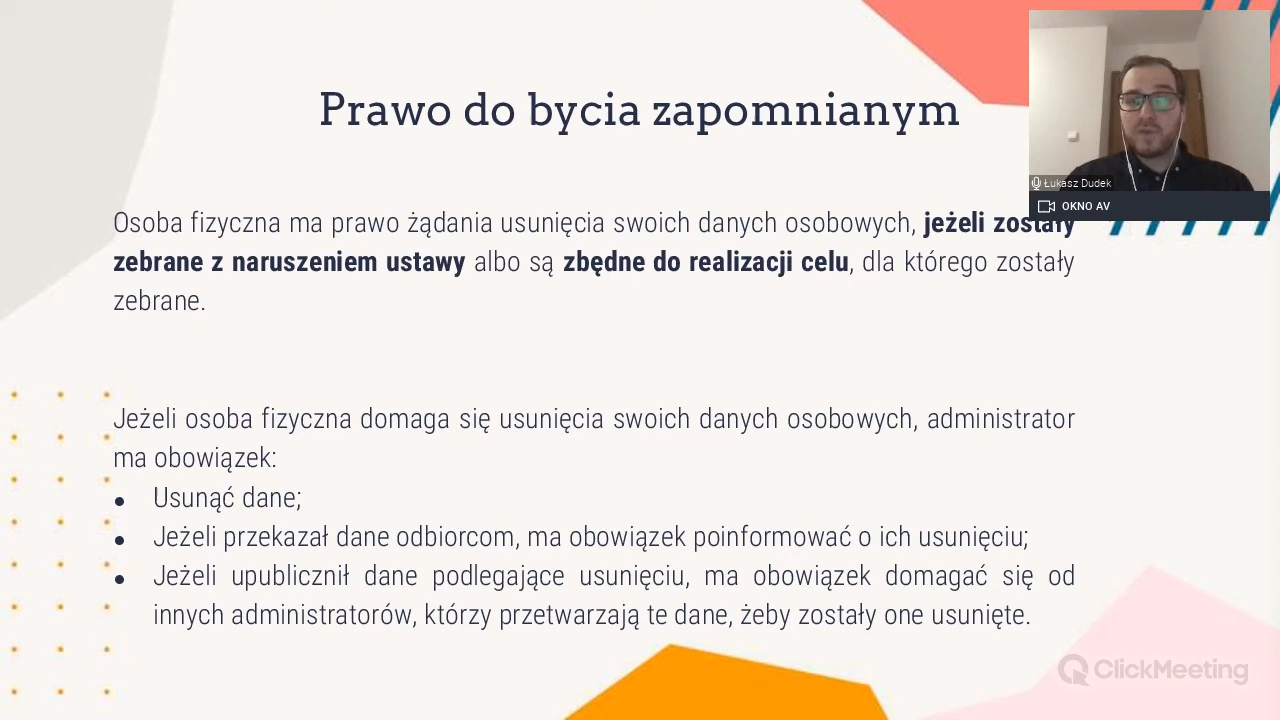 Prawo do bycia zapomnianym
Łukasz Dudek
OKNO AV
Osoba fizyczna ma prawo żądania usunięcia swoich danych osobowych, jeżeli zostały
zebrane z naruszeniem ustawy albo są zbędne do realizacji celu, dla którego zostały
zebrane.
Jeżeli osoba fizyczna domaga się usunięcia swoich danych osobowych, administrator
ma obowiązek:
● Usunąć dane;
● Jeżeli przekazał dane odbiorcom, ma obowiązek poinformować o ich usunięciu;
● Jeżeli upublicznił dane podlegające usunięciu, ma obowiązek domagać się od
innych administratorów, którzy przetwarzają te dane, żeby zostały one usunięte.
ClickMeeting